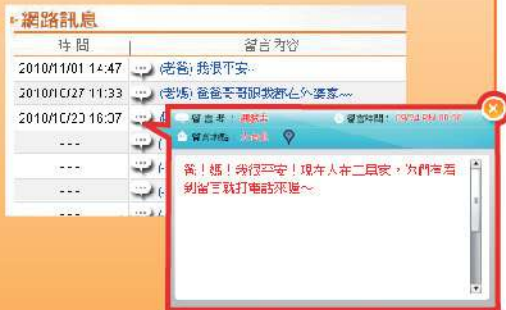 網路訊息
時間 留言內容
2010/11/01 14:47 (老爸) 我很平安~
2010/10/27 11:33 (老媽) 爸爸哥哥跟我都在外婆家~~
2010/10/23 16:37
留言者：
留言時間：
留言地點：
爸！媽！我很平安！現在人在二舅家，你們有看
到留言就打電話來喔～
---
---
---